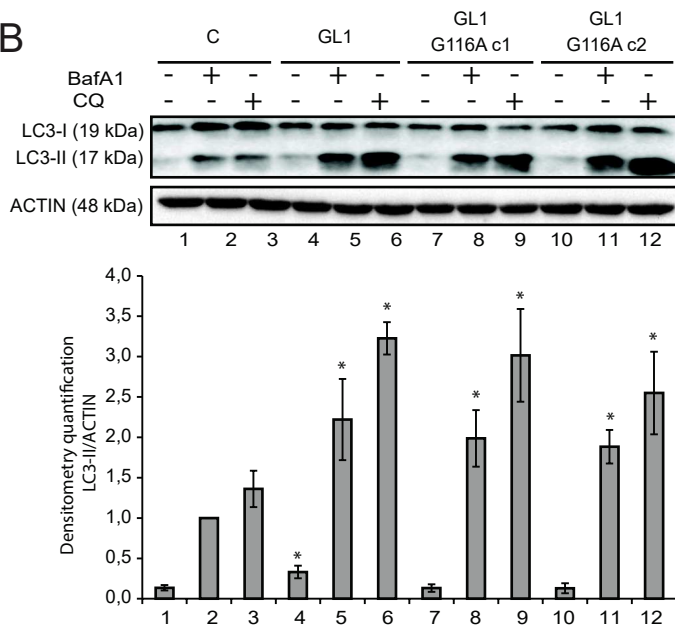 B
C GL1 GL1 G116A c1 GL1 G116A c2
BafA1 - + - - + - - + - - + -
CQ - - + - - + - - + - - +
LC3-I (19 kDa)
LC3-II (17 kDa)
ACTIN (48 kDa)
1 2 3 4 5 6 7 8 9 10 11 12
Densitometry quantification
LC3-II/ACTIN
4,0
3,5
3,0
2,5
2,0
1,5
1,0
0,5
0,0
* * * * * * *
1 2 3 4 5 6 7 8 9 10 11 12